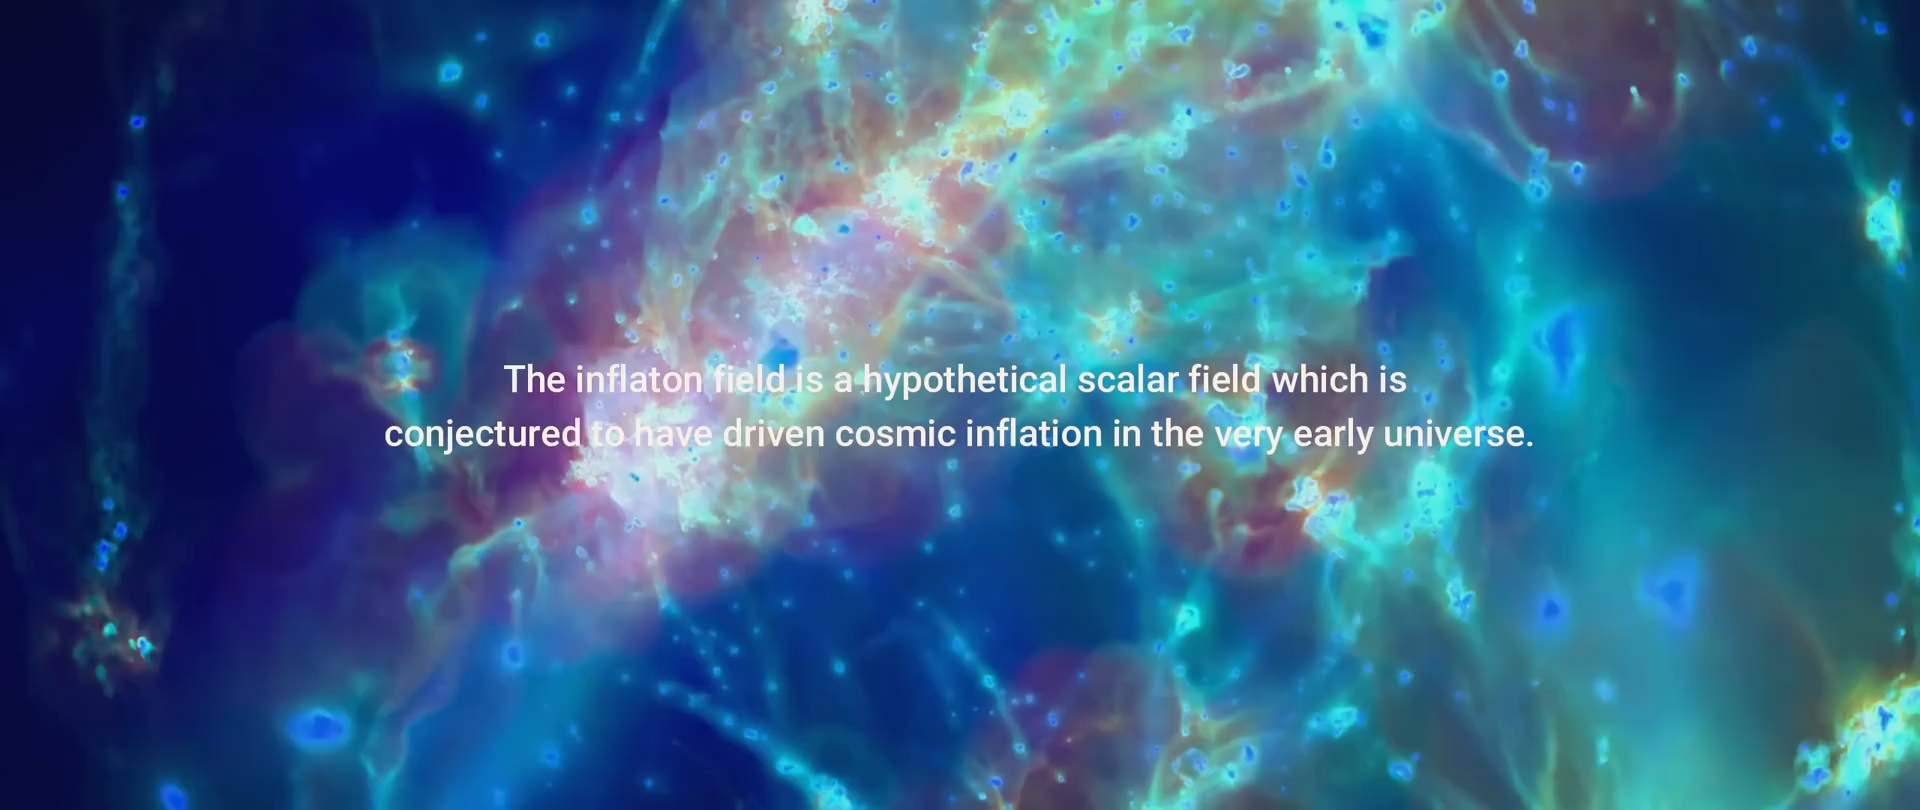 The inflaton field is a hypothetical scalar field which is
conjectured to have driven cosmic inflation in the very early universe.